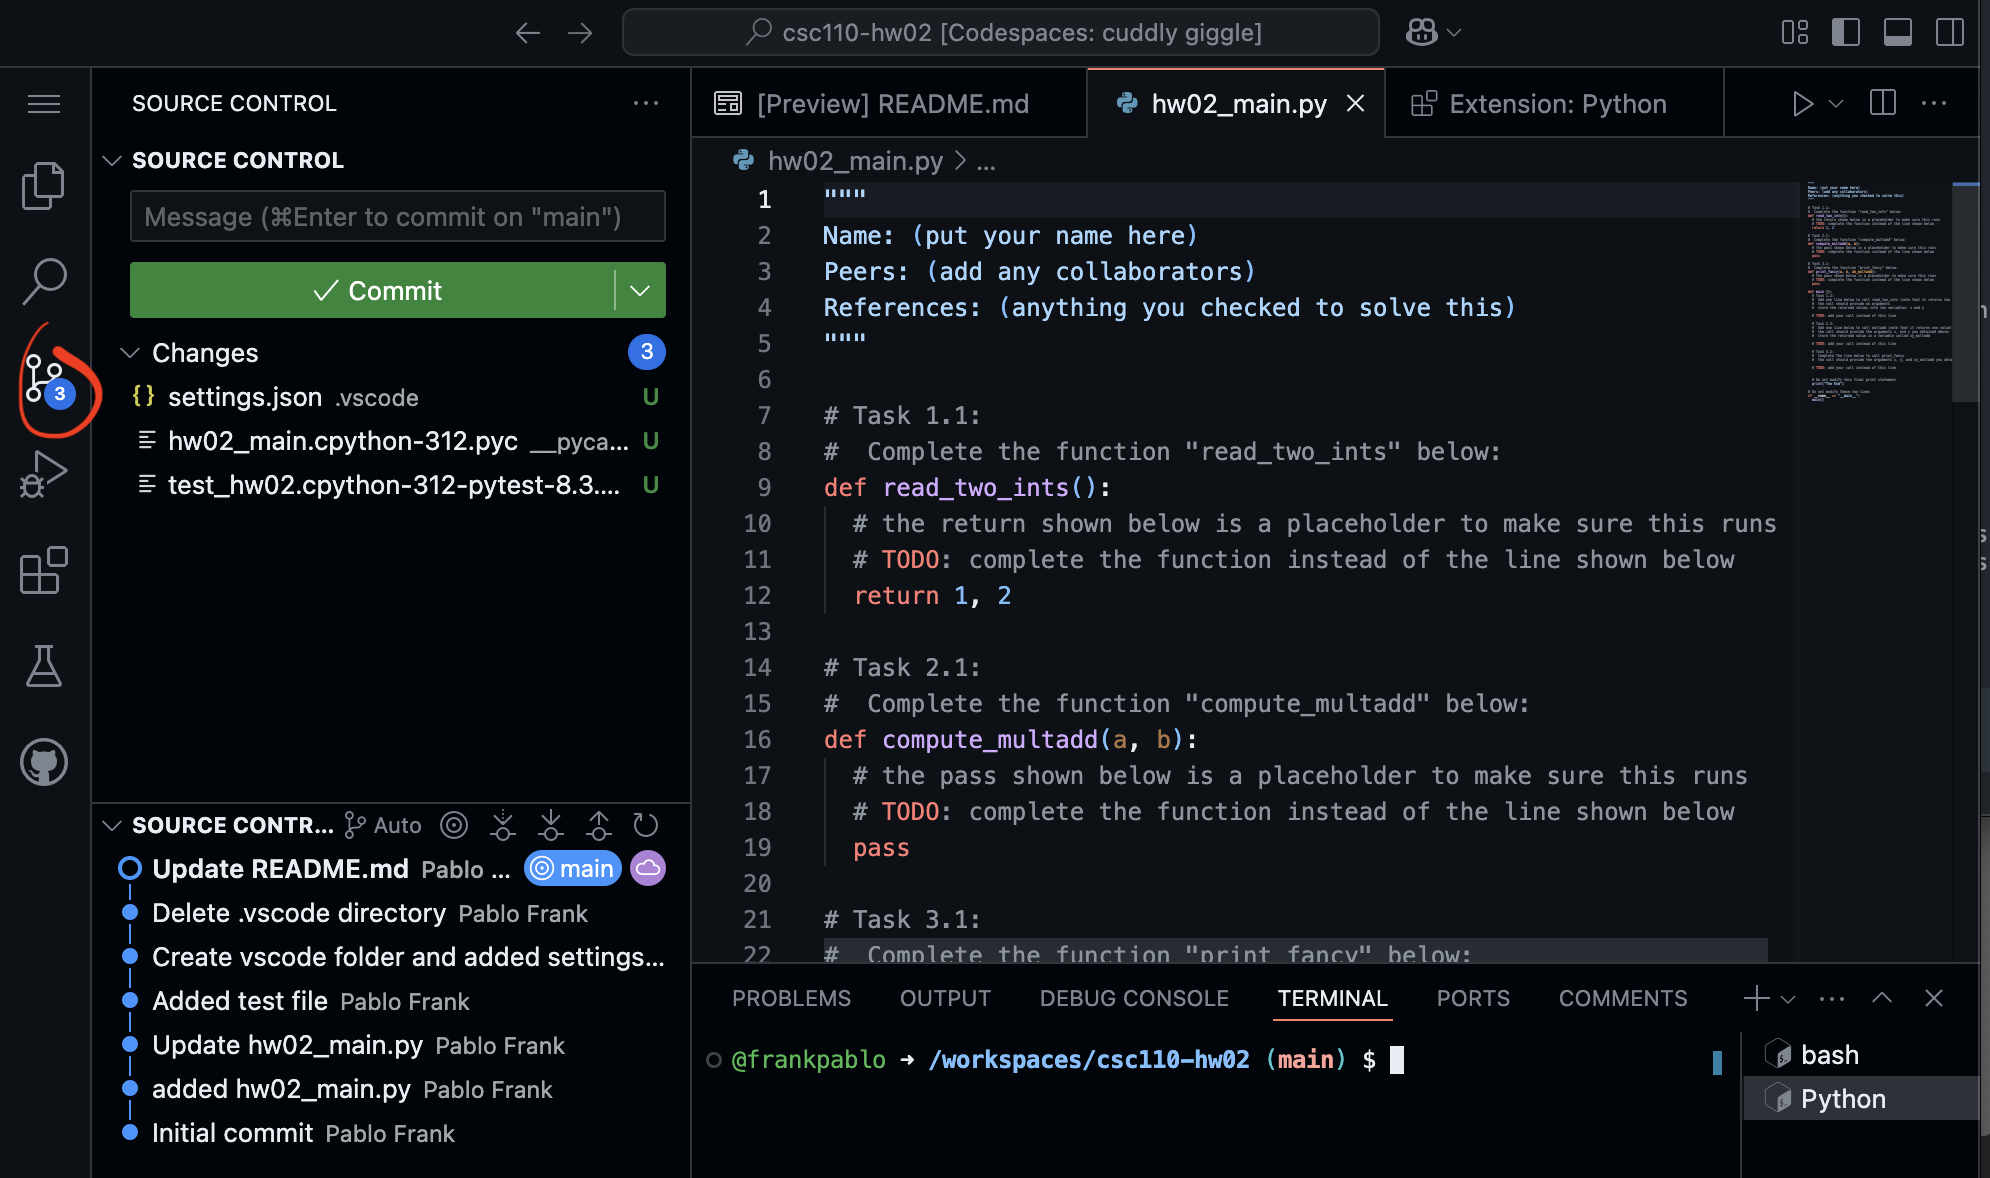 csc110-hw02 [Codespaces: cuddly giggle]
SOURCE CONTROL
SOURCE CONTROL
Message (⌘Enter to commit on "main")
Commit
Changes 3
settings.json .vscode U
hw02_main.cpython-312.pyc __pyca... U
test_hw02.cpython-312-pytest-8.3.... U
3
SOURCE CONTR... Auto
Update README.md Pablo ... main
Delete .vscode directory Pablo Frank
Create vscode folder and added settings...
Added test file Pablo Frank
Update hw02_main.py Pablo Frank
added hw02_main.py Pablo Frank
Initial commit Pablo Frank
[Preview] README.md hw02_main.py Extension: Python
hw02_main.py > ...
1 """
2 Name: (put your name here)
3 Peers: (add any collaborators)
4 References: (anything you checked to solve this)
5 """
6
7 # Task 1.1:
8 #  Complete the function "read_two_ints" below:
9 def read_two_ints():
10   # the return shown below is a placeholder to make sure this runs
11   # TODO: complete the function instead of the line shown below
12   return 1, 2
13
14 # Task 2.1:
15 #  Complete the function "compute_multadd" below:
16 def compute_multadd(a, b):
17   # the pass shown below is a placeholder to make sure this runs
18   # TODO: complete the function instead of the line shown below
19   pass
20
21 # Task 3.1:
22 #  Complete the function "print_fancy" below:
PROBLEMS OUTPUT DEBUG CONSOLE TERMINAL PORTS COMMENTS
@frankpablo ➜ /workspaces/csc110-hw02 (main) $
bash
Python